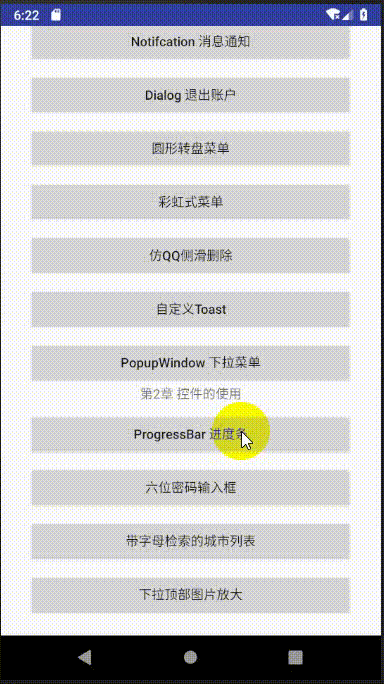 6:22
Notifcation 消息通知
Dialog 退出账户
圆形转盘菜单
彩虹式菜单
仿QQ侧滑删除
自定义Toast
PopupWindow 下拉菜单
第2章 控件的使用
ProgressBar 进度条
六位密码输入框
带字母检索的城市列表
下拉顶部图片放大